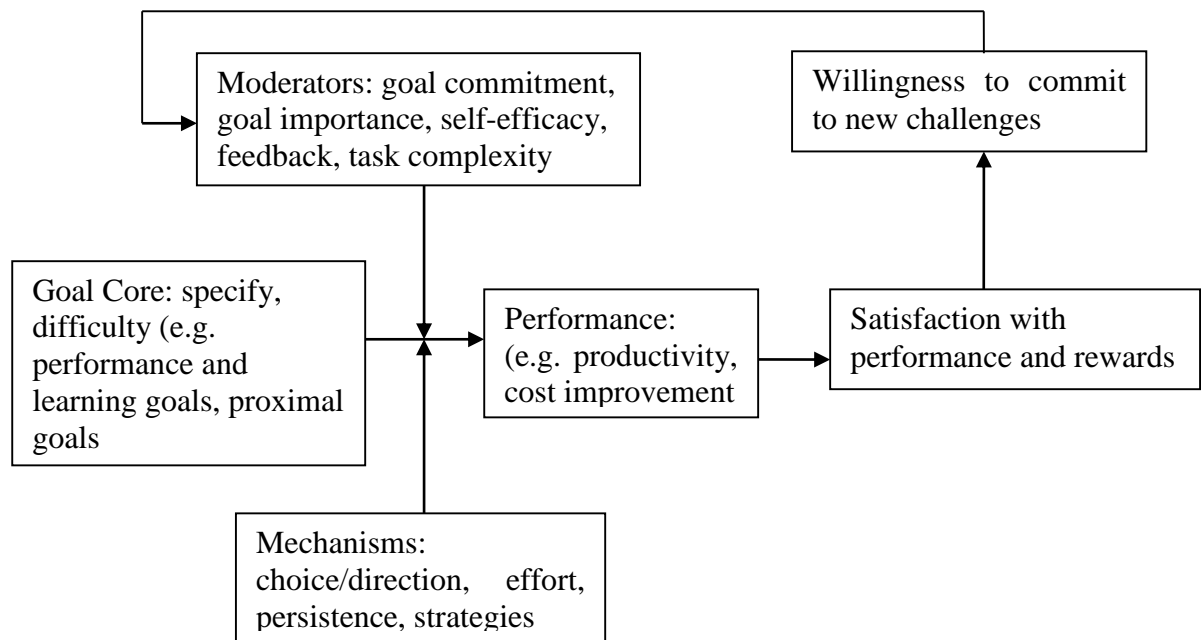 Moderators: goal commitment,
goal importance, self-efficacy,
feedback, task complexity
Willingness to commit
to new challenges
Goal Core: specify,
difficulty (e.g.
performance and
learning goals, proximal
goals
Performance:
(e.g. productivity,
cost improvement
Satisfaction with
performance and rewards
Mechanisms:
choice/direction, effort,
persistence, strategies